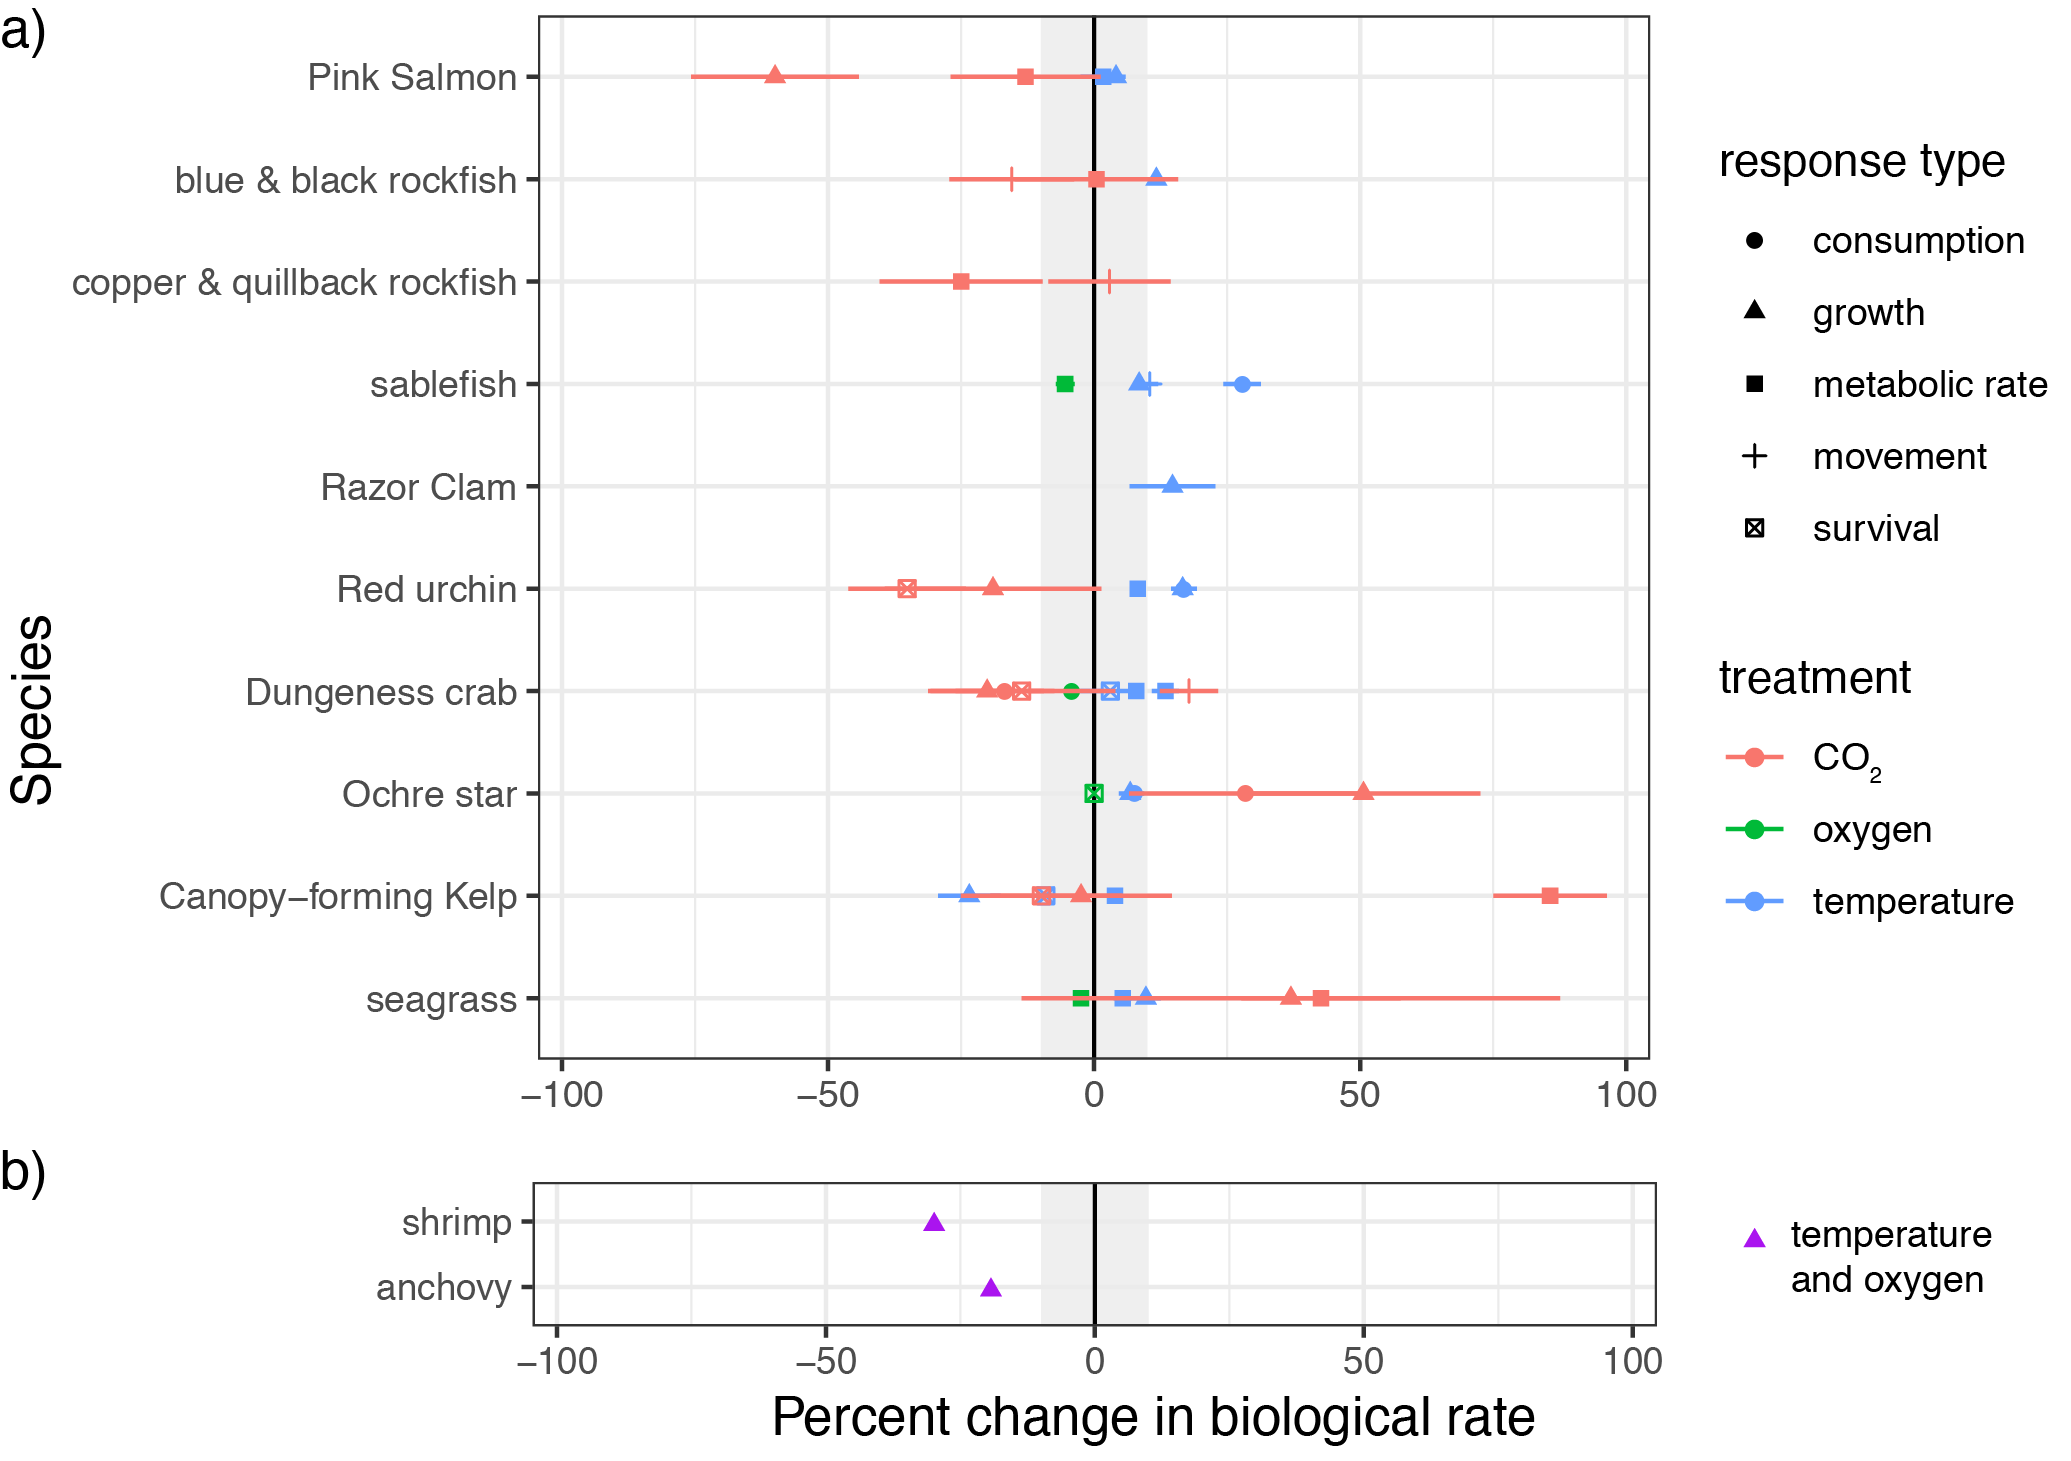 a)
Pink Salmon
blue & black rockfish
copper & quillback rockfish
sablefish
Razor Clam
Red urchin
Dungeness crab
Ochre star
Canopy−forming Kelp
seagrass
Species
−100
−50
0
50
100
response type
consumption
growth
metabolic rate
movement
survival
treatment
CO₂
oxygen
temperature
b)
shrimp
anchovy
−100
−50
0
50
100
Percent change in biological rate
temperature
and oxygen